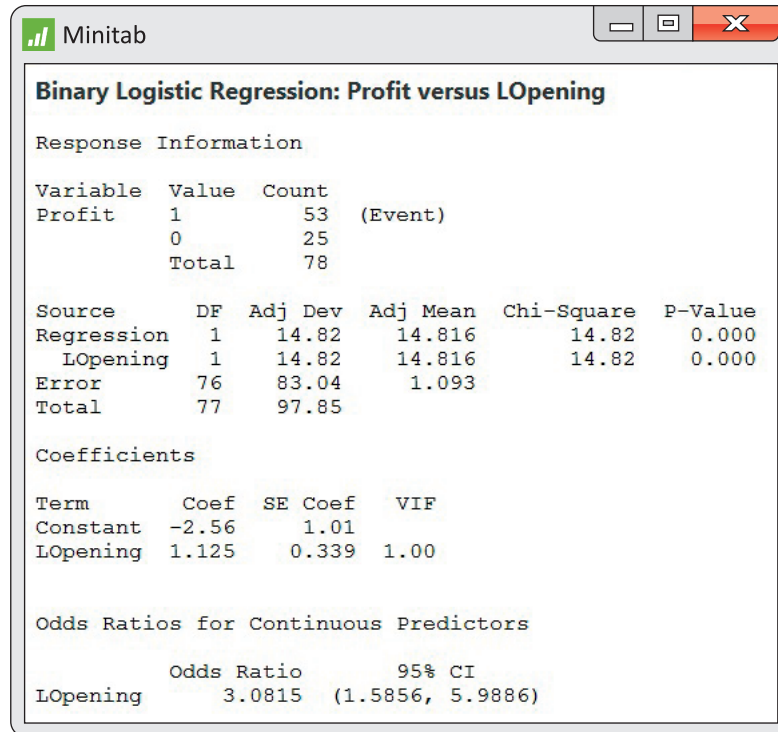 Minitab
Binary Logistic Regression: Profit versus LOpening
Response Information
Variable Value Count
Profit 1 53 (Event)
0 25
Total 78
Source DF Adj Dev Adj Mean Chi-Square P-Value
Regression 1 14.82 14.816 14.82 0.000
LOpening 1 14.82 14.816 14.82 0.000
Error 76 83.04 1.093
Total 77 97.85
Coefficients
Term Coef SE Coef VIF
Constant -2.56 1.01
LOpening 1.125 0.339 1.00
Odds Ratios for Continuous Predictors
Odds Ratio 95% CI
LOpening 3.0815 (1.5856, 5.9886)